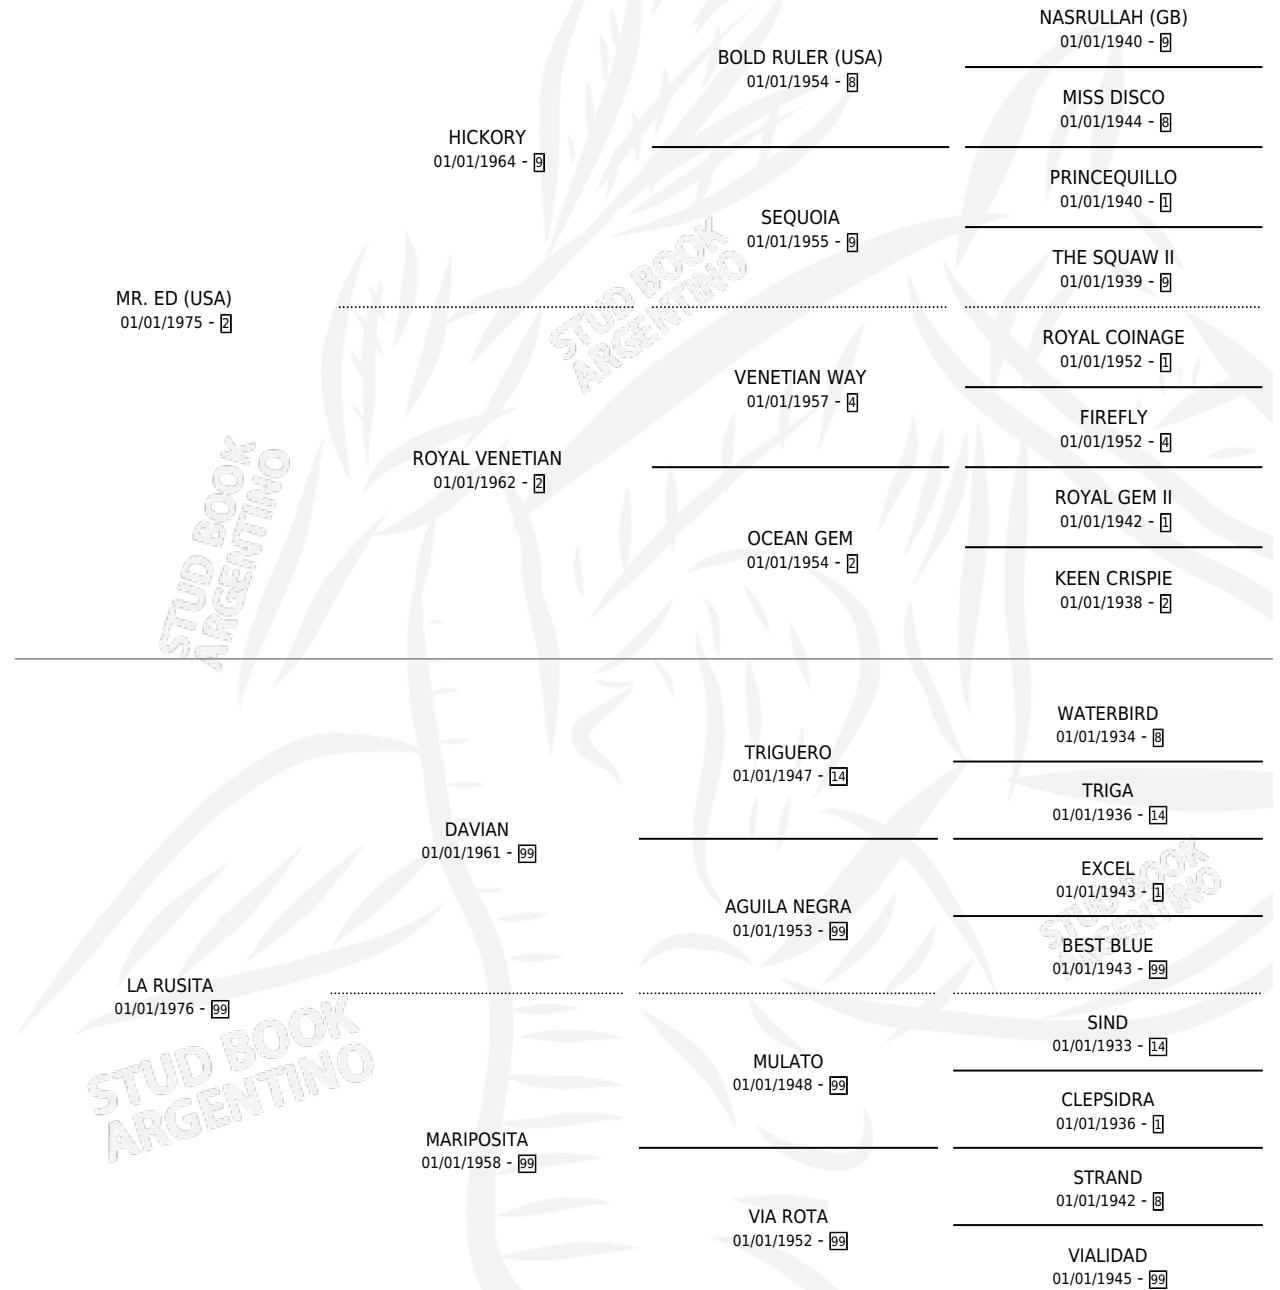 NASRULLAH (GB)
01/01/1940 - 9
BOLD RULER (USA)
01/01/1954 - 8
MISS DISCO
01/01/1944 - 8
HICKORY
01/01/1964 - 9
PRINCEQUILLO
01/01/1940 - 1
SEQUOIA
01/01/1955 - 9
THE SQUAW II
01/01/1939 - 9
MR. ED (USA)
01/01/1975 - 2
ROYAL COINAGE
01/01/1952 - 1
VENETIAN WAY
01/01/1957 - 4
FIREFLY
01/01/1952 - 4
ROYAL VENETIAN
01/01/1962 - 2
ROYAL GEM II
01/01/1942 - 1
OCEAN GEM
01/01/1954 - 2
KEEN CRISPIE
01/01/1938 - 2
WATERBIRD
01/01/1934 - 8
TRIGUERO
01/01/1947 - 14
TRIGA
01/01/1936 - 14
DAVIAN
01/01/1961 - 99
EXCEL
01/01/1943 - 1
AGUILA NEGRA
01/01/1953 - 99
BEST BLUE
01/01/1943 - 99
LA RUSITA
01/01/1976 - 99
SIND
01/01/1933 - 14
MULATO
01/01/1948 - 99
CLEPSIDRA
01/01/1936 - 1
MARIPOSITA
01/01/1958 - 99
STRAND
01/01/1942 - 8
VIA ROTA
01/01/1952 - 99
VIALIDAD
01/01/1945 - 99
STUD BOOK
ARGENTINO
STUD BOOK
ARGENTINO
STUD BOOK
ARGENTINO
STUD BOOK
ARGENTINO